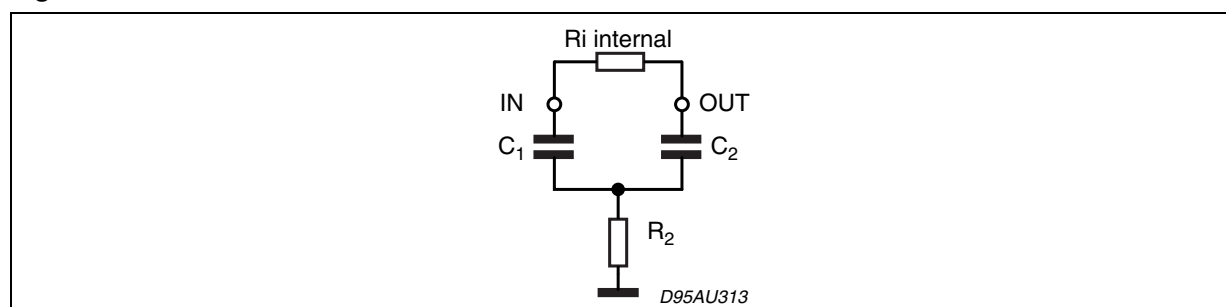 Ri internal
IN
OUT
C₁
C₂
R₂
D95AU313